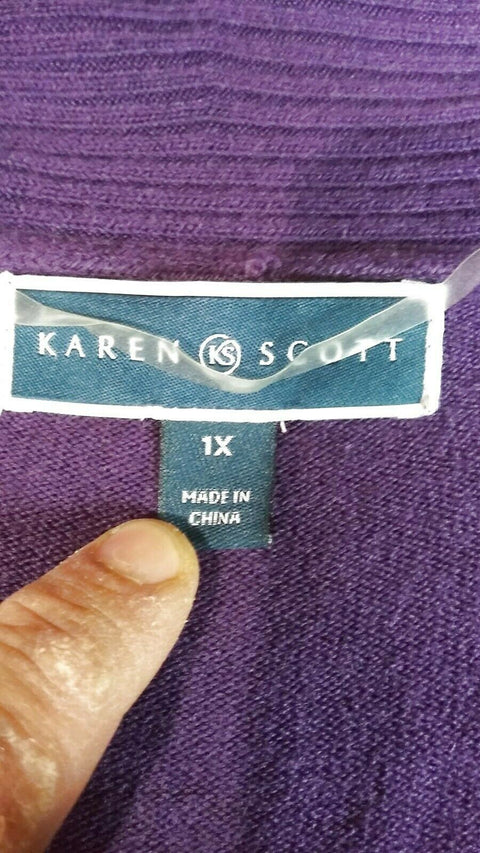 KAREN KS SCOTT
1X
MADE IN
CHINA